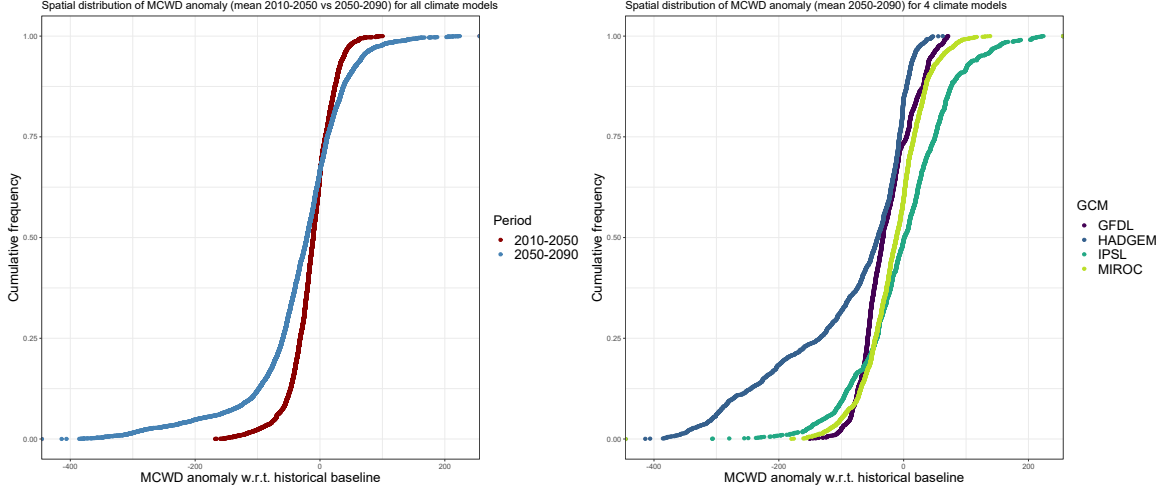 Spatial distribution of MCWD anomaly (mean 2010-2050 vs 2050-2090) for all climate models
1.00
0.75
0.50
0.25
0.00
Cumulative frequency
-400
-200
0
200
MCWD anomaly w.r.t. historical baseline
Period
2010-2050
2050-2090
Spatial distribution of MCWD anomaly (mean 2050-2090) for 4 climate models
1.00
0.75
0.50
0.25
0.00
Cumulative frequency
-400
-200
0
200
MCWD anomaly w.r.t. historical baseline
GCM
GFDL
HADGEM
IPSL
MIROC